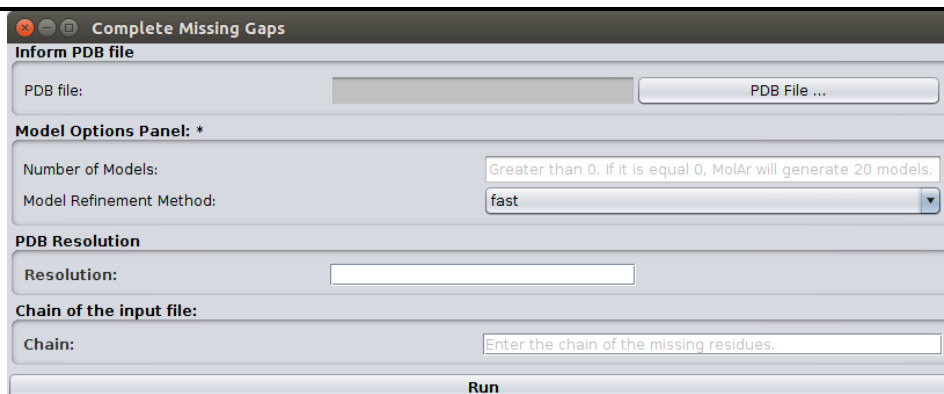 Complete Missing Gaps
Inform PDB file
PDB file: PDB File ...
Model Options Panel: *
Number of Models: Greater than 0. If it is equal 0, MolAr will generate 20 models.
Model Refinement Method: fast
PDB Resolution
Resolution:
Chain of the input file:
Chain: Enter the chain of the missing residues.
Run